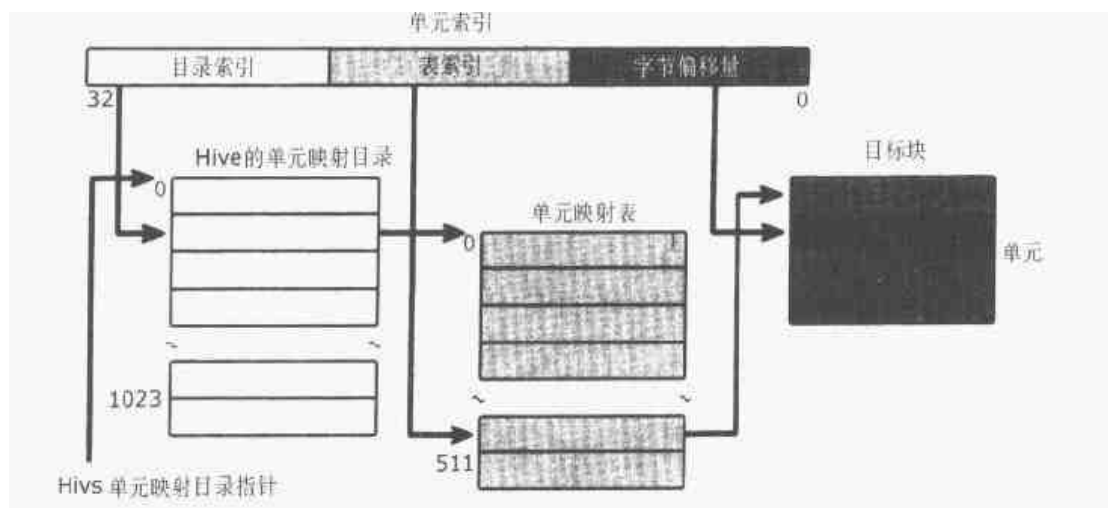 单元索引
目录索引 表索引 字节偏移量
32 0
Hive的单元映射目录
目标块
0
单元映射表
0
单元
1023
511
Hivs 单元映射目录指针